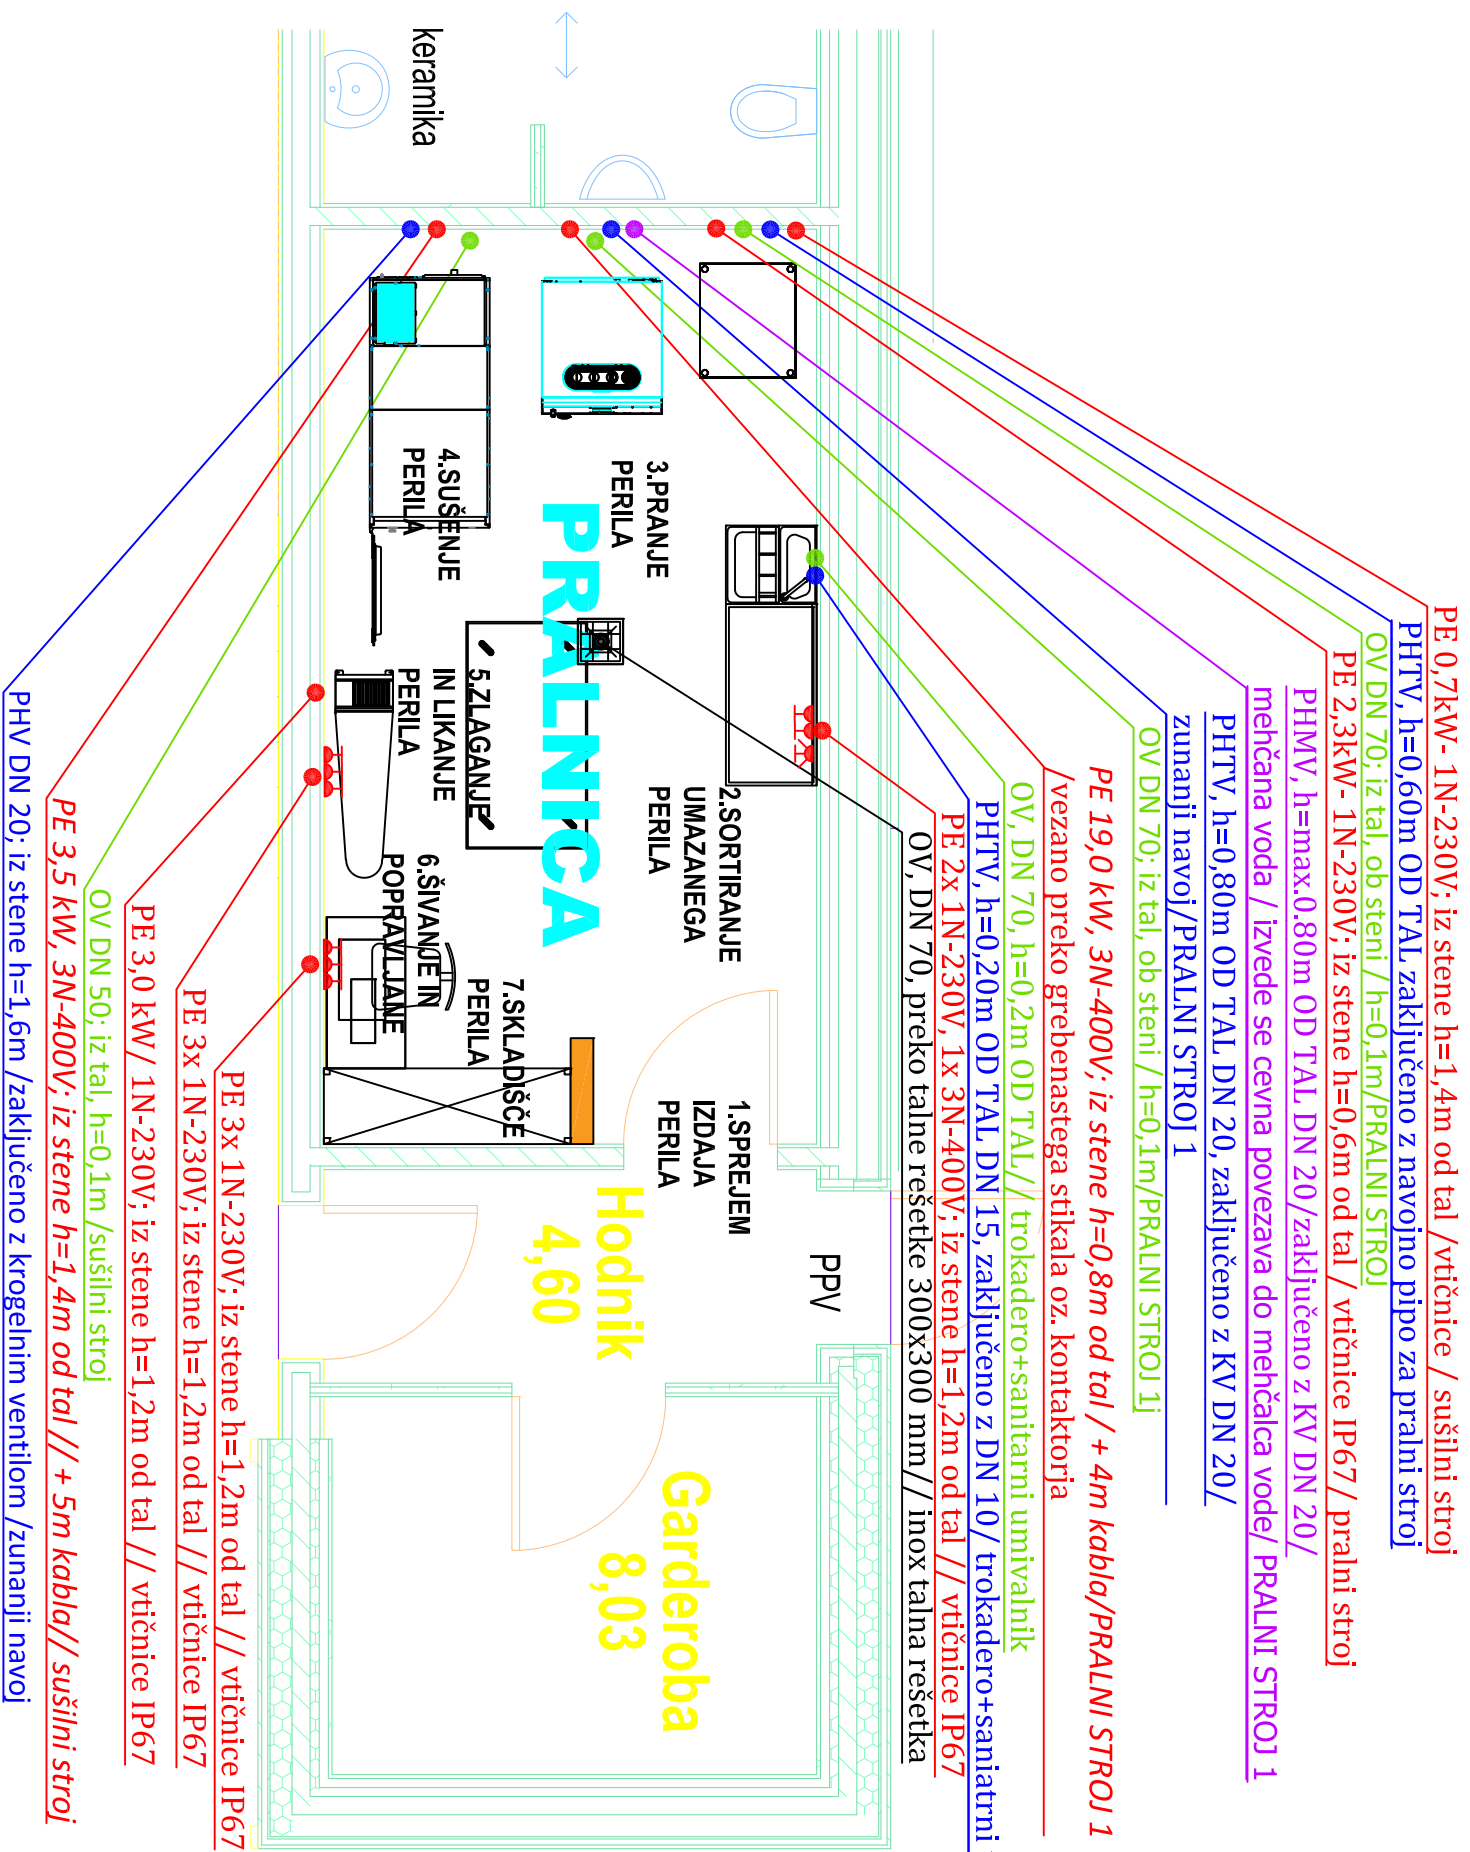 PE 0,7kW- 1N-230V; iz stene h=1,4m od tal /vtičnice / sušilni stroj
PHTV, h=0,60m OD TAL zaključeno z navojno pipo za pralni stroj
OV DN 70; iz tal, ob steni / h=0,1m/PRALNI STROJ
PE 2,3kW- 1N-230V; iz stene h=0,6m od tal / vtičnice IP67/ pralni stroj
PHMV, h=max.0.80m OD TAL DN 20/zaključeno z KV DN 20/
mehčana voda / izvede se cevna povezava do mehčalca vode/ PRALNI STROJ 1
PHTV, h=0,80m OD TAL DN 20, zaključeno z KV DN 20/
zunanji navoj/PRALNI STROJ 1
OV DN 70; iz tal, ob steni / h=0,1m/PRALNI STROJ 1j
PE 19,0 kW, 3N-400V; iz stene h=0,8m od tal / + 4m kabla/PRALNI STROJ 1
/vezano preko grebenastega stikala oz. kontaktorja
OV, DN 70, h=0,2m OD TAL// trokadero+sanitarni umivalnik
PHTV, h=0,20m OD TAL DN 15, zaključeno z DN 10/ trokadero+saniatrni
PE 2x 1N-230V, 1x 3N-400V; iz stene h=1,2m od tal // vtičnice IP67
OV, DN 70, preko talne rešetke 300x300 mm// inox talna rešetka
PPV
1.SPREJEM
IZDAJA
PERILA
2.SORTIRANJE
UMAZANEGA
PERILA
3.PRANJE
PERILA
PRALNICA
Garderoba
8,03
Hodnik
4,60
7.SKLADIŠČE
PERILA
5.ZLAGANJE
IN LIKANJE
PERILA
4.SUŠENJE
PERILA
6.ŠIVANJE IN
POPRAVLJANE
keramika
PE 3x 1N-230V; iz stene h=1,2m od tal // vtičnice IP67
PE 3x 1N-230V; iz stene h=1,2m od tal // vtičnice IP67
PE 3,0 kW/ 1N-230V; iz stene h=1,2m od tal // vtičnice IP67
OV DN 50; iz tal, h=0,1m /sušilni stroj
PE 3,5 kW, 3N-400V; iz stene h=1,4m od tal // + 5m kabla// sušilni stroj
PHV DN 20; iz stene h=1,6m /zaključeno z krogelnim ventilom /zunanji navoj